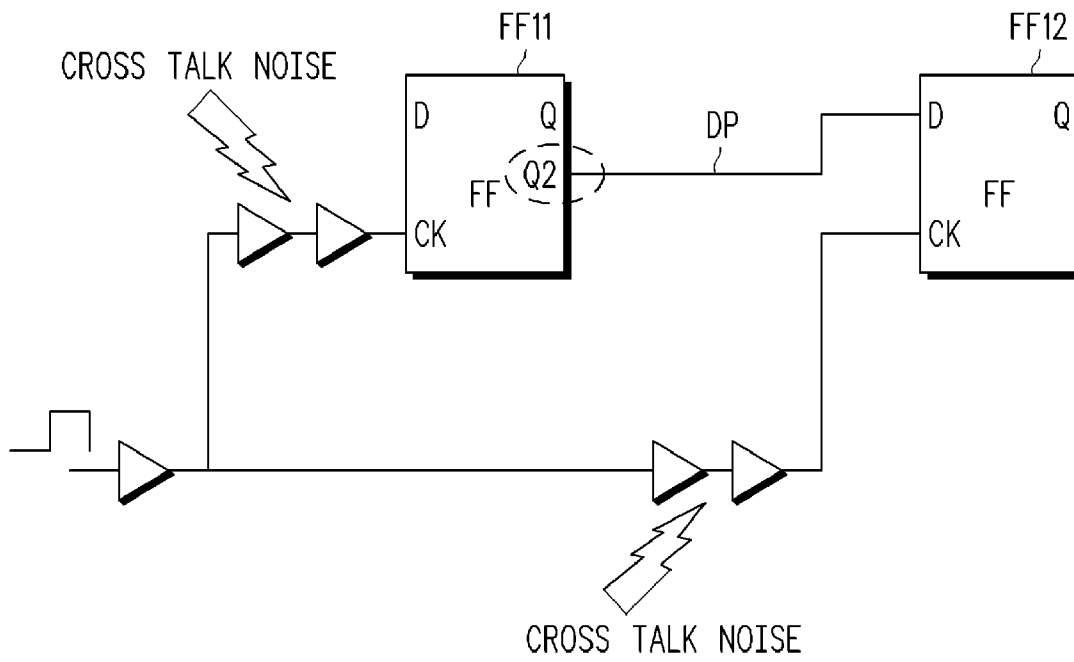 FF11
FF12
CROSS TALK NOISE
D
Q
DP
D
Q
Q2
FF
FF
CK
CK
CROSS TALK NOISE